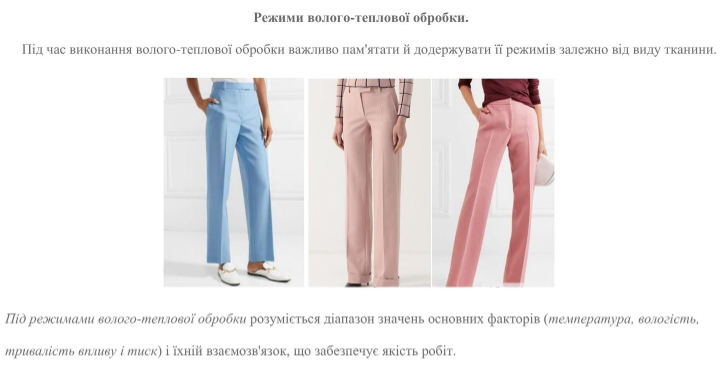 Режими волого-теплової обробки.
Під час виконання волого-теплової обробки важливо пам'ятати й додержувати її режимів залежно від виду тканини.
Під режимами волого-теплової обробки розуміється діапазон значень основних факторів (температура, вологість,
тривалість впливу і тиск) і їхній взаємозв'язок, що забезпечує якість робіт.